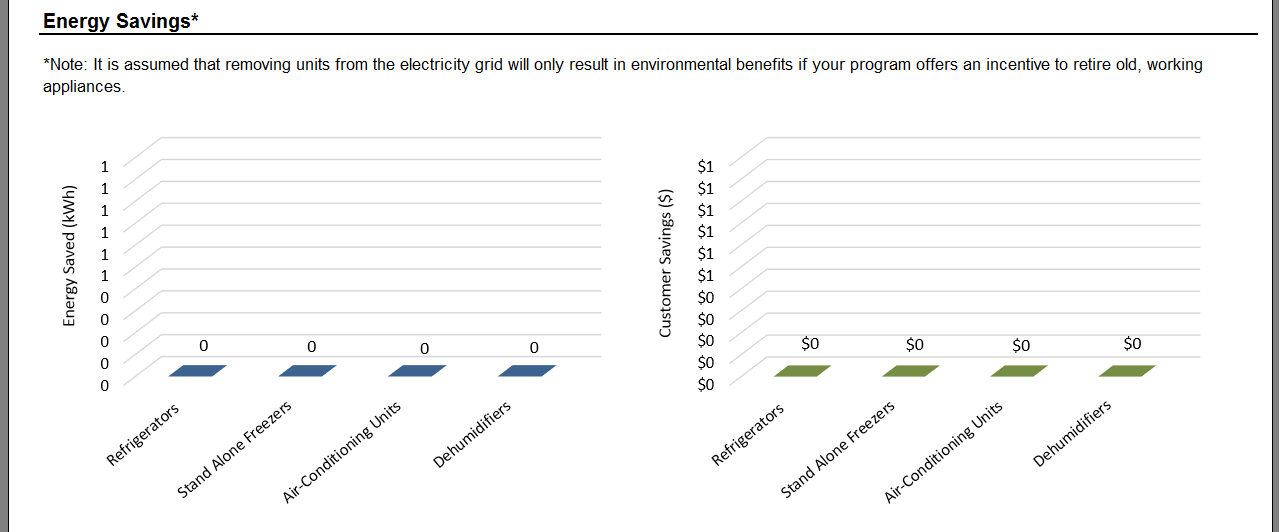 Energy Savings*
*Note: It is assumed that removing units from the electricity grid will only result in environmental benefits if your program offers an incentive to retire old, working
appliances.
Energy Saved (kWh)
1
1
1
1
1
1
0
0
0
0
0
0
0
0
0
Refrigerators
Stand Alone Freezers
Air-Conditioning Units
Dehumidifiers
Customer Savings ($)
$1
$1
$1
$1
$1
$1
$0
$0
$0
$0
$0
$0
$0
$0
$0
Refrigerators
Stand Alone Freezers
Air-Conditioning Units
Dehumidifiers